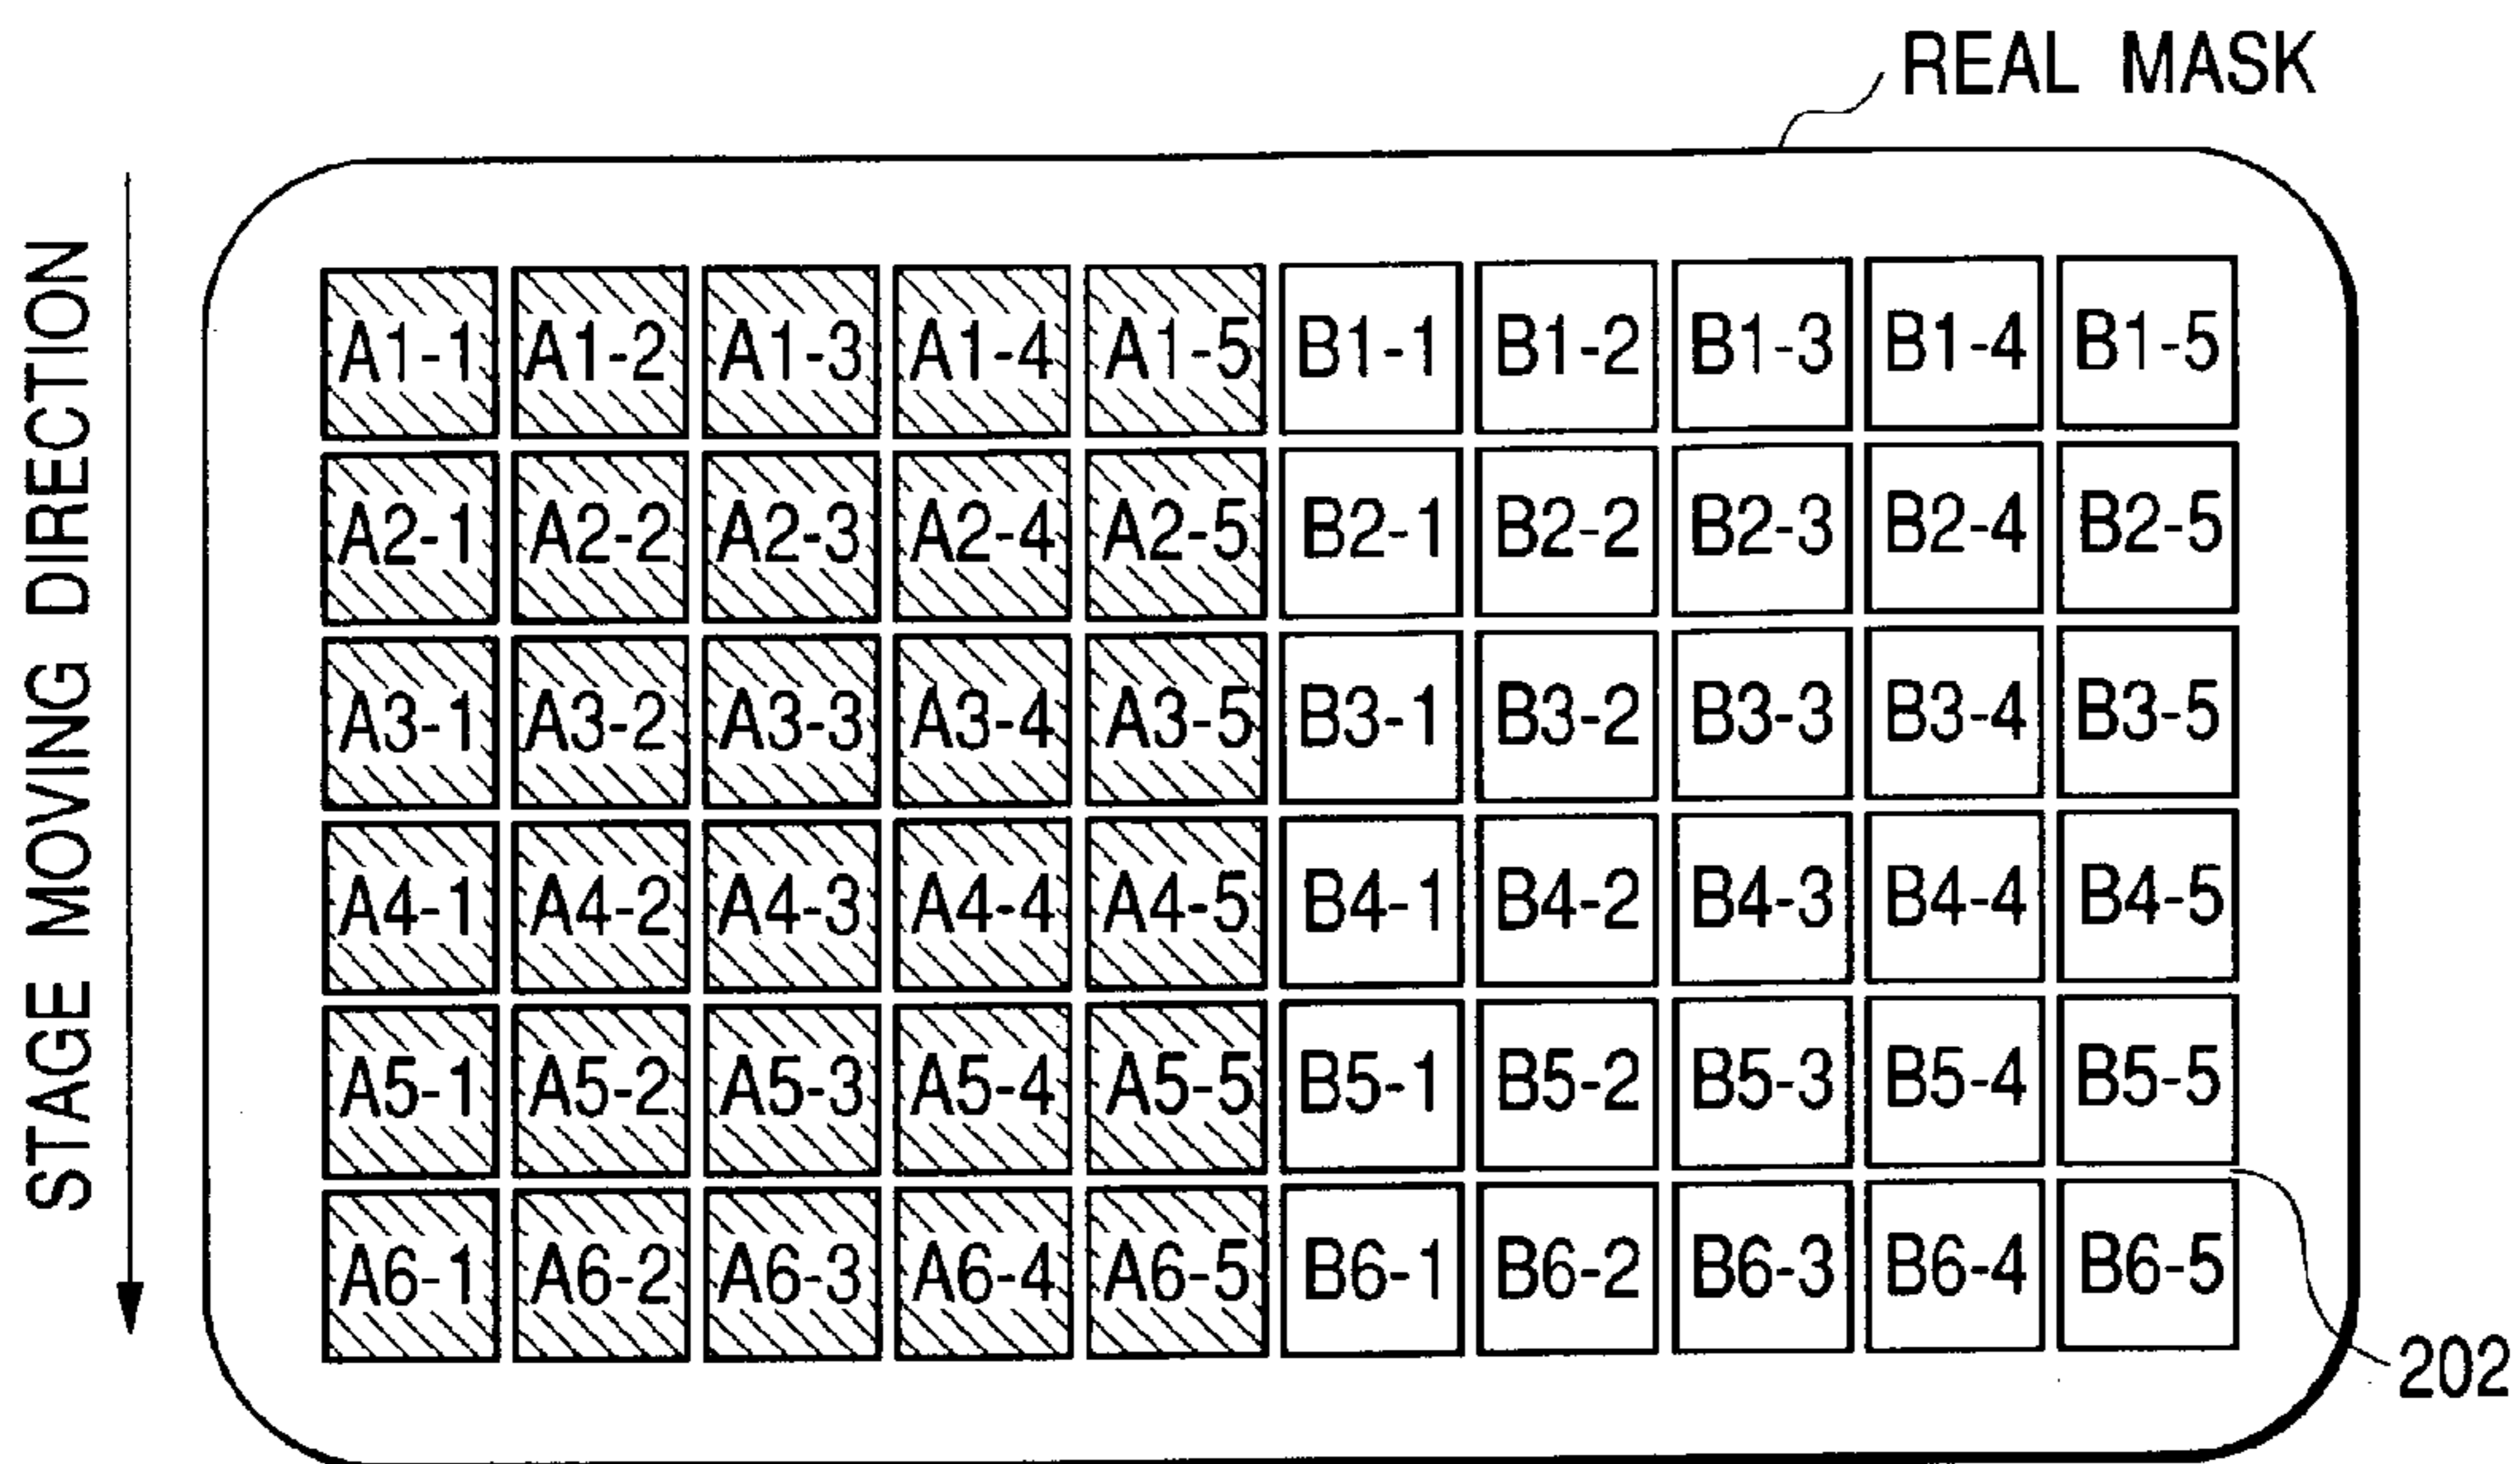 REAL MASK
STAGE MOVING DIRECTION
A1-1 A1-2 A1-3 A1-4 A1-5 B1-1 B1-2 B1-3 B1-4 B1-5
A2-1 A2-2 A2-3 A2-4 A2-5 B2-1 B2-2 B2-3 B2-4 B2-5
A3-1 A3-2 A3-3 A3-4 A3-5 B3-1 B3-2 B3-3 B3-4 B3-5
A4-1 A4-2 A4-3 A4-4 A4-5 B4-1 B4-2 B4-3 B4-4 B4-5
A5-1 A5-2 A5-3 A5-4 A5-5 B5-1 B5-2 B5-3 B5-4 B5-5
A6-1 A6-2 A6-3 A6-4 A6-5 B6-1 B6-2 B6-3 B6-4 B6-5
202